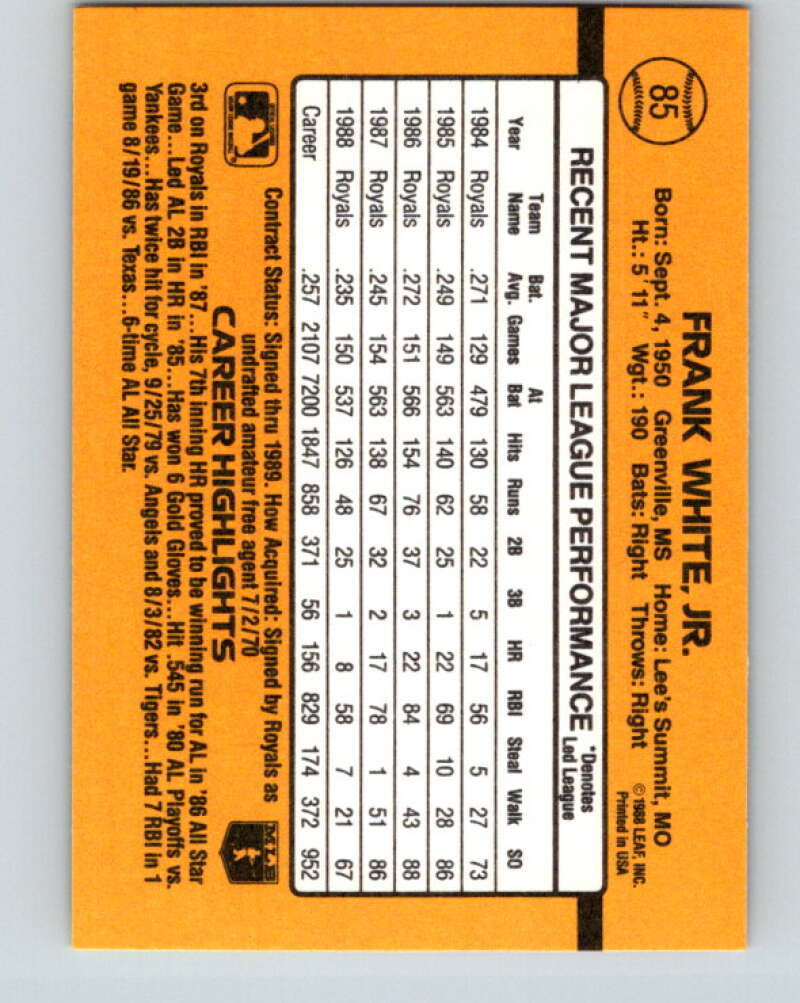 85
FRANK WHITE, JR.
Born: Sept. 4, 1950 Greenville, MS Home: Lee's Summit, MO
Ht.: 5'11" Wgt.: 190 Bats: Right Throws: Right
© 1988 LEAF, INC.
Printed in USA
RECENT MAJOR LEAGUE PERFORMANCE *Denotes Led League
Year Team Name Bat. Avg. Games At Bat Hits Runs 2B 3B HR RBI Steal Walk SO
1984 Royals .271 129 479 130 58 22 5 17 56 5 27 73
1985 Royals .249 149 563 140 62 25 1 22 69 10 28 86
1986 Royals .272 151 566 154 76 37 3 22 84 4 43 88
1987 Royals .245 154 563 138 67 32 2 17 78 1 51 86
1988 Royals .235 150 537 126 48 25 1 8 58 7 21 67
Career .257 2107 7200 1847 858 371 56 156 829 174 372 952
Contract Status: Signed thru 1989. How Acquired: Signed by Royals as
undrafted amateur free agent 7/2/70
CAREER HIGHLIGHTS
3rd on Royals in RBI in '87...His 7th inning HR proved to be winning run for AL in '86 All Star
Game...Led AL 2B in HR in '85...Has won 6 Gold Gloves...Hit .545 in '80 AL Playoffs vs.
Yankees...Has twice hit for cycle, 9/25/79 vs. Angels and 8/3/82 vs. Tigers...Had 7 RBI in 1
game 8/19/86 vs. Texas...6-time AL All Star.